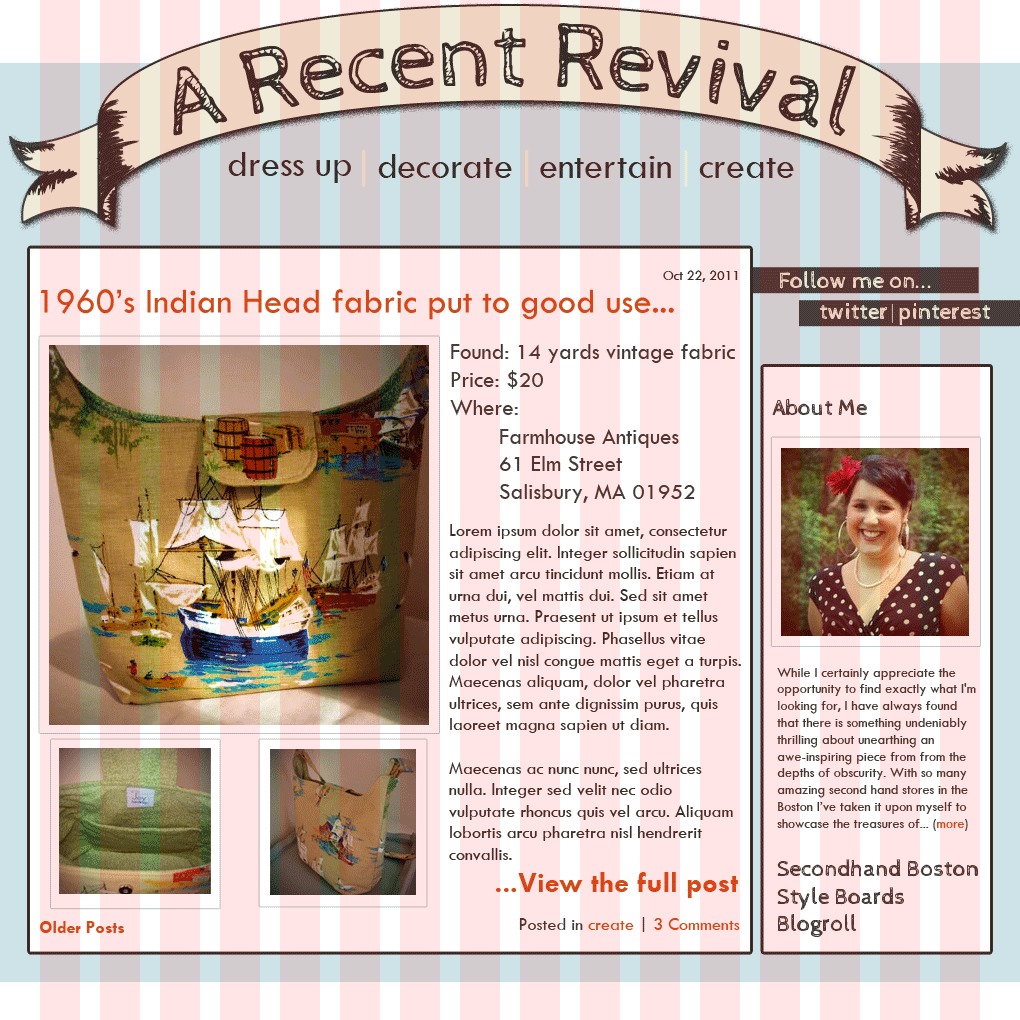 A Recent Revival
dress up | decorate | entertain | create
Oct 22, 2011
1960's Indian Head fabric put to good use...
Found: 14 yards vintage fabric
Price: $20
Where:
Farmhouse Antiques
61 Elm Street
Salisbury, MA 01952
Lorem ipsum dolor sit amet, consectetur
adipiscing elit. Integer sollicitudin sapien
sit amet arcu tincidunt mollis. Etiam at
urna dui, vel mattis dui. Sed sit amet
metus urna. Praesent ut ipsum et tellus
vulputate adipiscing. Phasellus vitae
dolor vel nisl congue mattis eget a turpis.
Maecenas aliquam, dolor vel pharetra
ultrices, sem ante dignissim purus, quis
laoreet magna sapien ut diam.
Maecenas ac nunc nunc, sed ultrices
nulla. Integer sed velit nec odio
vulputate rhoncus quis vel arcu. Aliquam
lobortis arcu pharetra nisl hendrerit
convallis.
...View the full post
Older Posts
Posted in create | 3 Comments
Follow me on...
twitter|pinterest
About Me
While I certainly appreciate the
opportunity to find exactly what I'm
looking for, I have always found
that there is something undeniably
thrilling about unearthing an
awe-inspiring piece from from the
depths of obscurity. With so many
amazing second hand stores in the
Boston I've taken it upon myself to
showcase the treasures of... (more)
Secondhand Boston
Style Boards
Blogroll